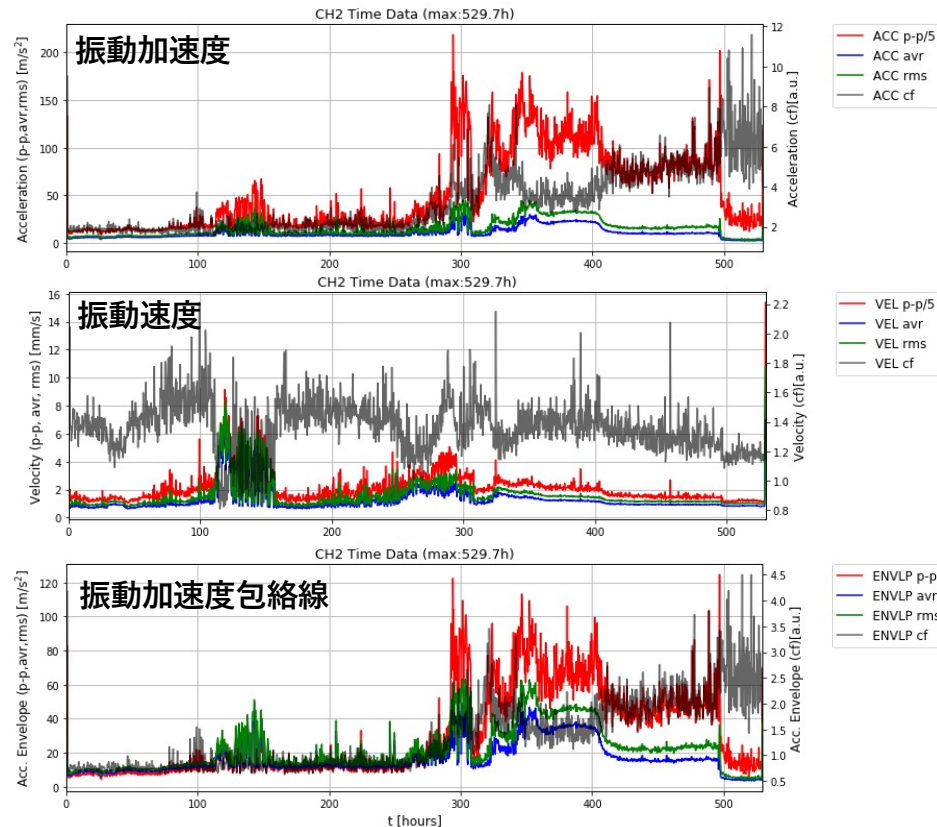 CH2 Time Data (max:529.7h)
振動加速度
Acceleration (p-p,avr,rms) [m/s²]
200
150
100
50
0
0 100 200 300 400 500
12
10
8
6
4
2
Acceleration (cf)[a.u.]
ACC p-p/5
ACC avr
ACC rms
ACC cf
CH2 Time Data (max:529.7h)
振動速度
Velocity (p-p, avr, rms) [mm/s]
16
14
12
10
8
6
4
2
0
0 100 200 300 400 500
2.2
2.0
1.8
1.6
1.4
1.2
1.0
0.8
Velocity (cf)[a.u.]
VEL p-p/5
VEL avr
VEL rms
VEL cf
CH2 Time Data (max:529.7h)
振動加速度包絡線
Acc. Envelope (p-p,avr,rms) [m/s²]
120
100
80
60
40
20
0
0 100 200 300 400 500
t [hours]
4.5
4.0
3.5
3.0
2.5
2.0
1.5
1.0
0.5
Acc. Envelope (cf)[a.u.]
ENVLP p-p
ENVLP avr
ENVLP rms
ENVLP cf